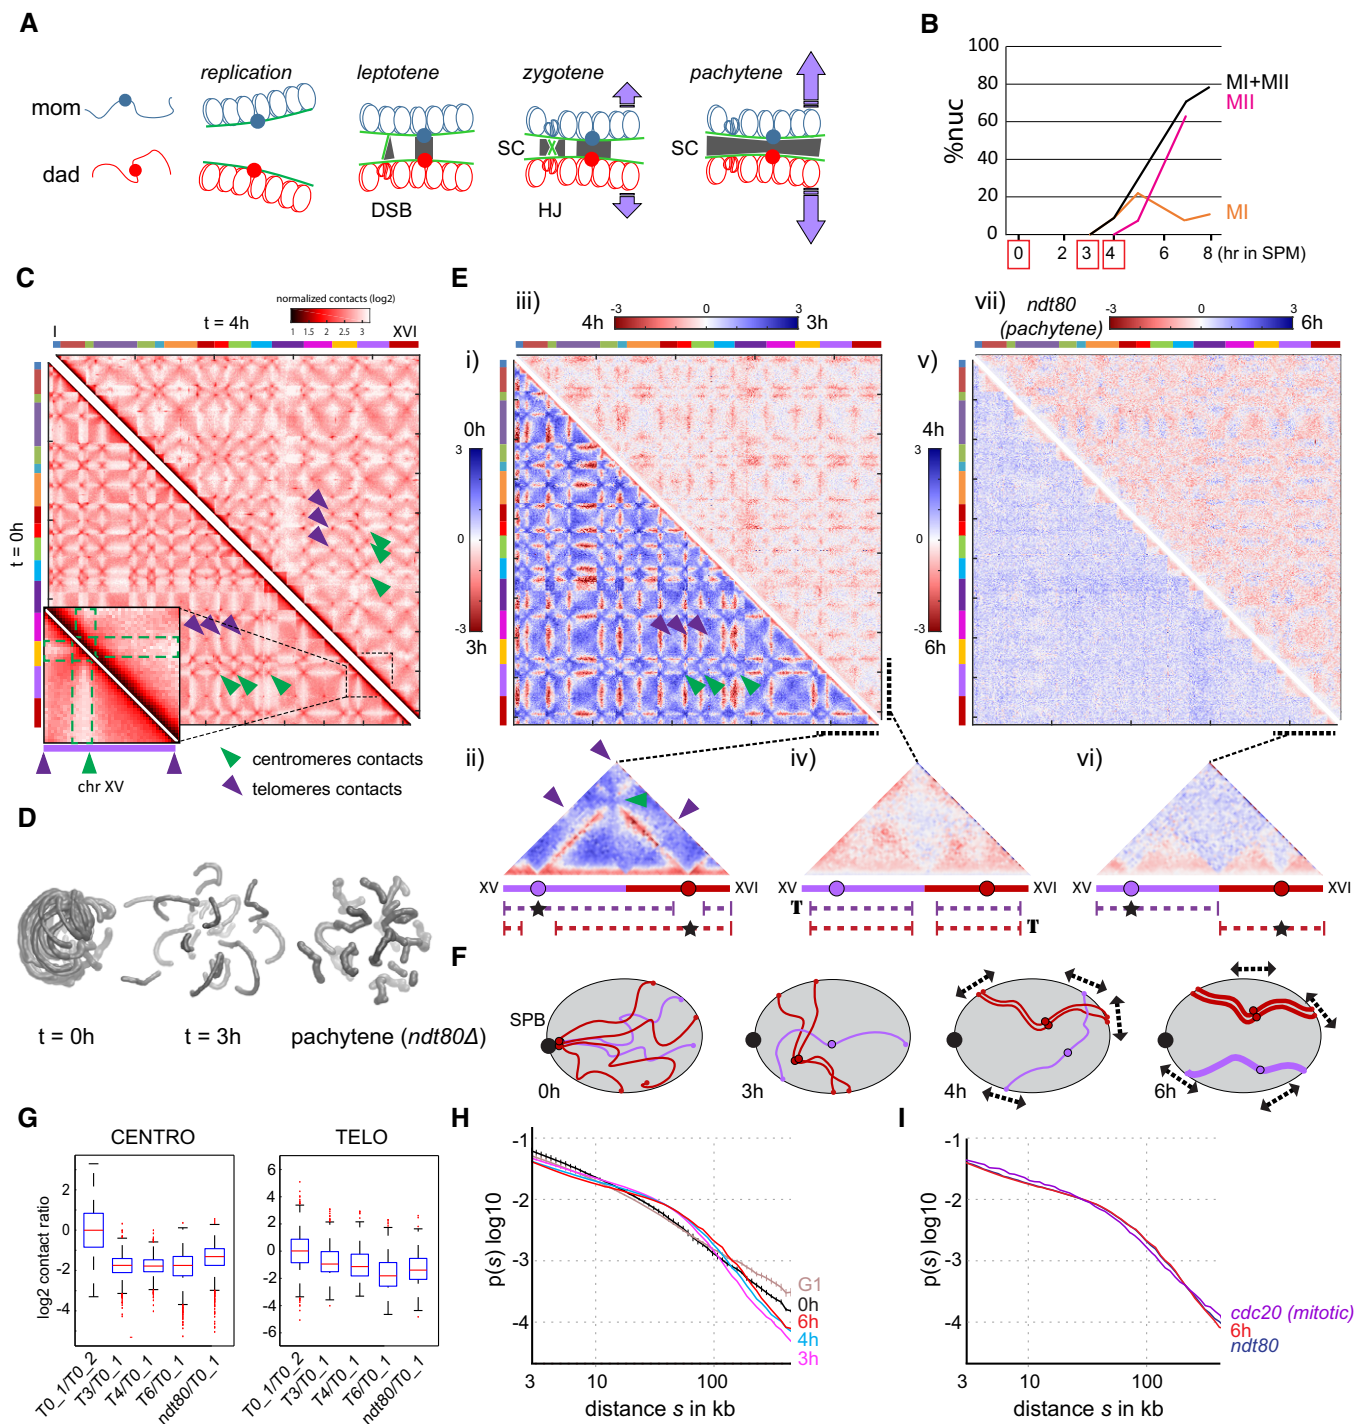 A
replication
leptotene
zygotene
pachytene
mom
dad
SC
SC
DSB
HJ
B
%nuc
100
80
60
40
20
0
MI+MII
MII
MI
0 2 3 4 6 8 (hr in SPM)
C
normalized contacts (log2)
1 1.5 2 2.5 3
t = 4h
I
XVI
t = 0h
chr XV
centromeres contacts
telomeres contacts
D
t = 0h
t = 3h
pachytene (ndt80Δ)
E
iii)
-3 0 3
4h
3h
i)
0h
3
0
-3
3h
vii)
ndt80
(pachytene)
-3 0 3
6h
v)
4h
3
0
-3
6h
ii)
iv)
vi)
XV
XVI
XV
XVI
XV
XVI
T
T
F
SPB
0h
3h
4h
6h
G
CENTRO
TELO
log2 contact ratio
2
0
-2
-4
6
4
2
0
-2
-4
-6
T0_1/T0_2
T3/T0_1
T4/T0_1
T6/T0_1
ndt80/T0_1
T0_1/T0_2
T3/T0_1
T4/T0_1
T6/T0_1
ndt80/T0_1
H
p(s) log10
-1
-2
-3
-4
G1
0h
6h
4h
3h
3 10 100
distance s in kb
I
p(s) log10
-1
-2
-3
-4
cdc20 (mitotic)
6h
ndt80
3 10 100
distance s in kb